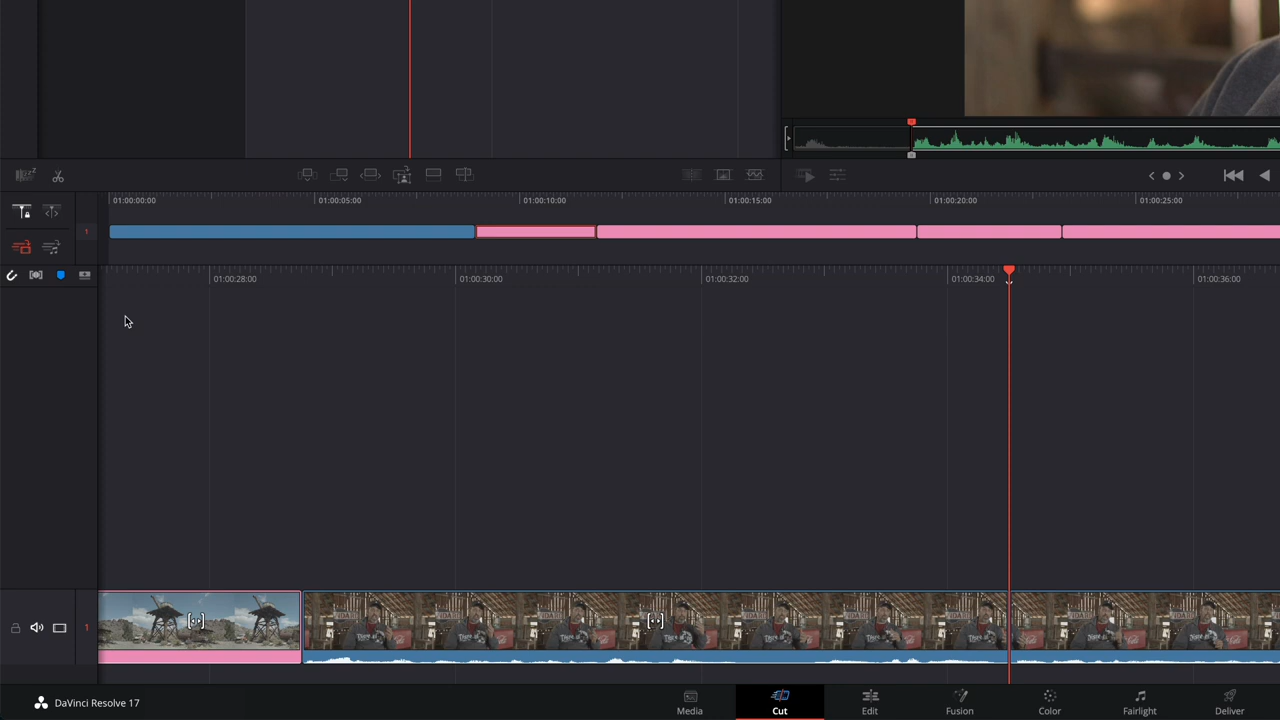 01:00:00:00 01:00:05:00 01:00:10:00 01:00:15:00 01:00:20:00 01:00:25:00
1
01:00:28:00 01:00:30:00 01:00:32:00 01:00:34:00 01:00:36:00
1
DaVinci Resolve 17
Media Cut Edit Fusion Color Fairlight Deliver